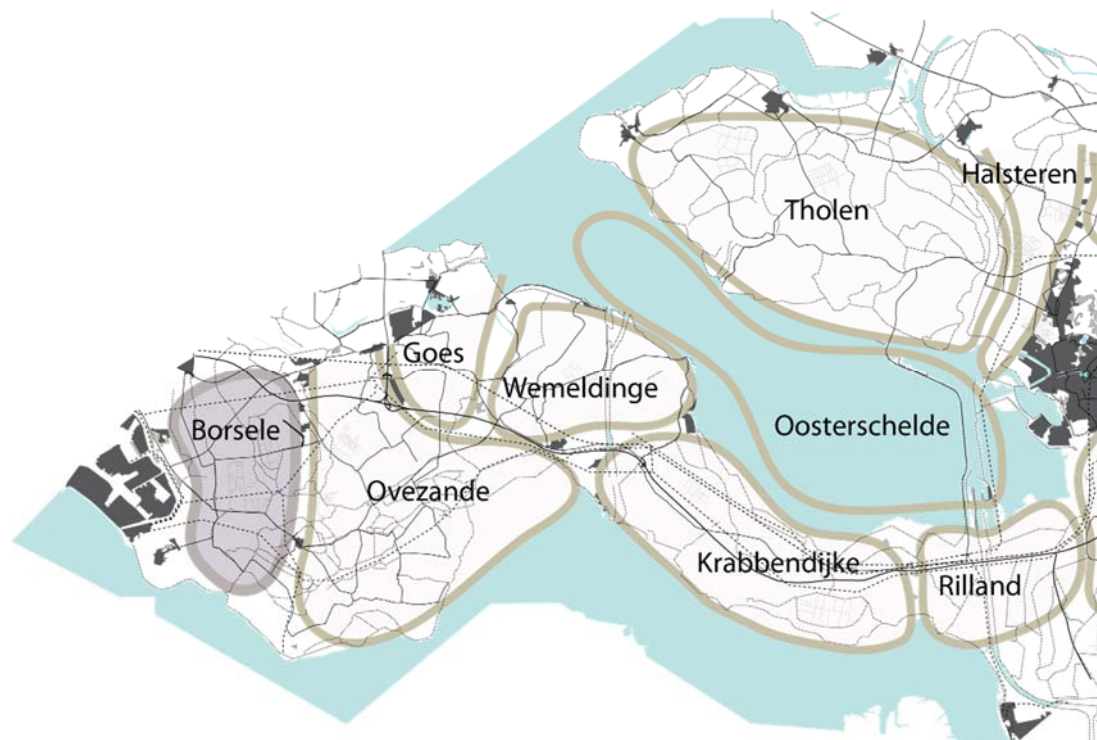 Halsteren
Tholen
Goes
Wemeldinge
Borsele
Oosterschelde
Ovezande
Krabbendijke
Rilland